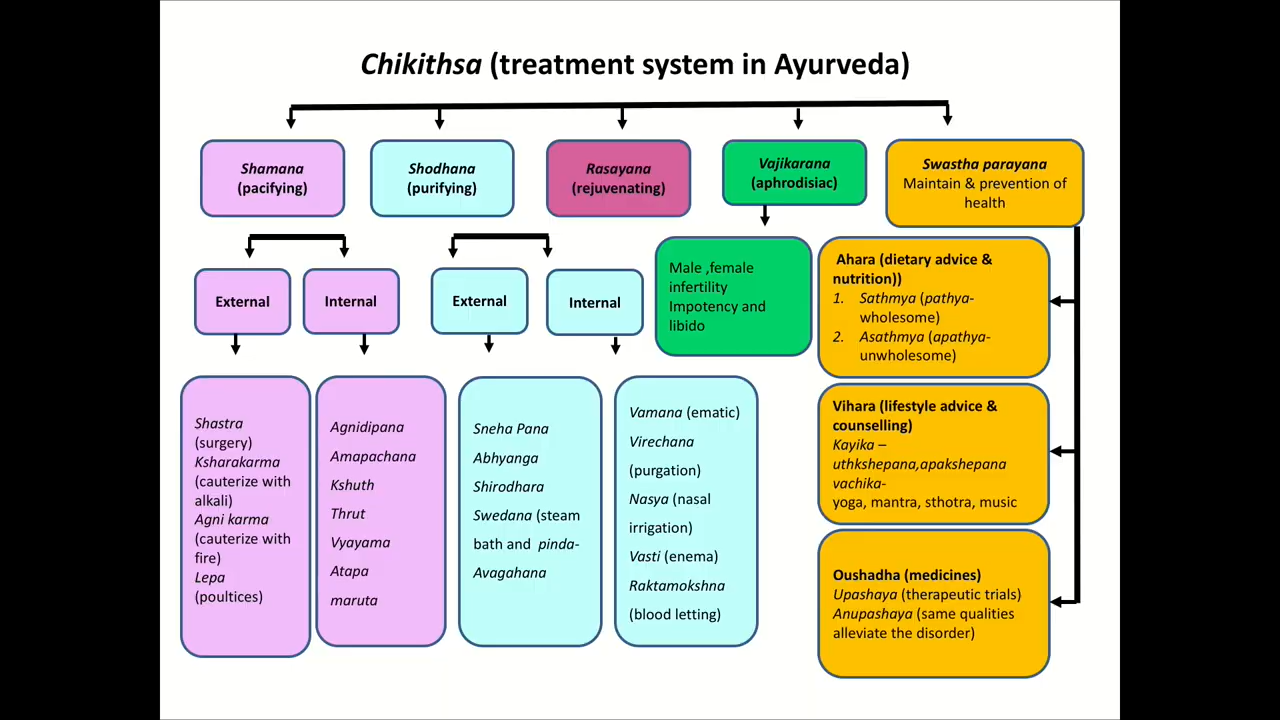 Chikithsa (treatment system in Ayurveda)
Shamana
(pacifying)
Shodhana
(purifying)
Rasayana
(rejuvenating)
Vajikarana
(aphrodisiac)
Swastha parayana
Maintain & prevention of
health
External
Internal
External
Internal
Male ,female
infertility
Impotency and
libido
Ahara (dietary advice &
nutrition))
1. Sathmya (pathya-
wholesome)
2. Asathmya (apathya-
unwholesome)
Shastra
(surgery)
Ksharakarma
(cauterize with
alkali)
Agni karma
(cauterize with
fire)
Lepa
(poultices)
Agnidipana
Amapachana
Kshuth
Thrut
Vyayama
Atapa
maruta
Sneha Pana
Abhyanga
Shirodhara
Swedana (steam
bath and pinda-
Avagahana
Vamana (ematic)
Virechana
(purgation)
Nasya (nasal
irrigation)
Vasti (enema)
Raktamokshna
(blood letting)
Vihara (lifestyle advice &
counselling)
Kayika –
uthkshepana,apakshepana
vachika-
yoga, mantra, sthotra, music
Oushadha (medicines)
Upashaya (therapeutic trials)
Anupashaya (same qualities
alleviate the disorder)